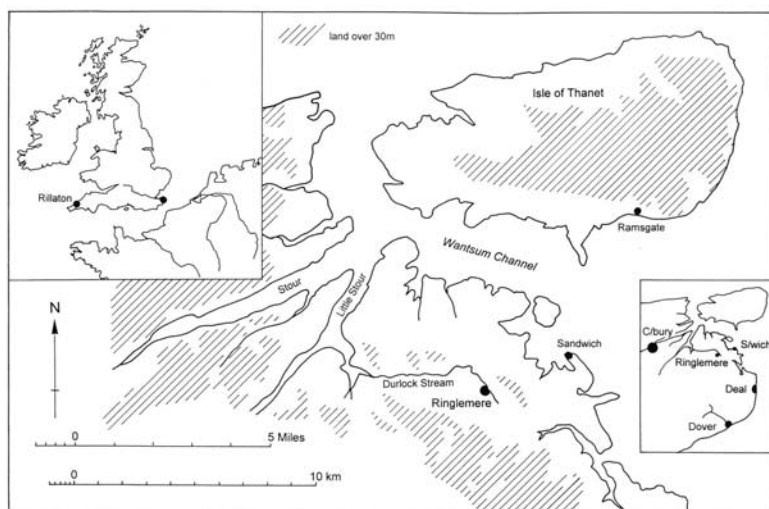 land over 30m
Isle of Thanet
Rillaton
Ramsgate
Wantsum Channel
Stour
Little Stour
N
C/bury
S/wich
Ringlemere
Deal
Dover
Sandwich
Durlock Stream
Ringlemere
0 5 Miles
0 10 km